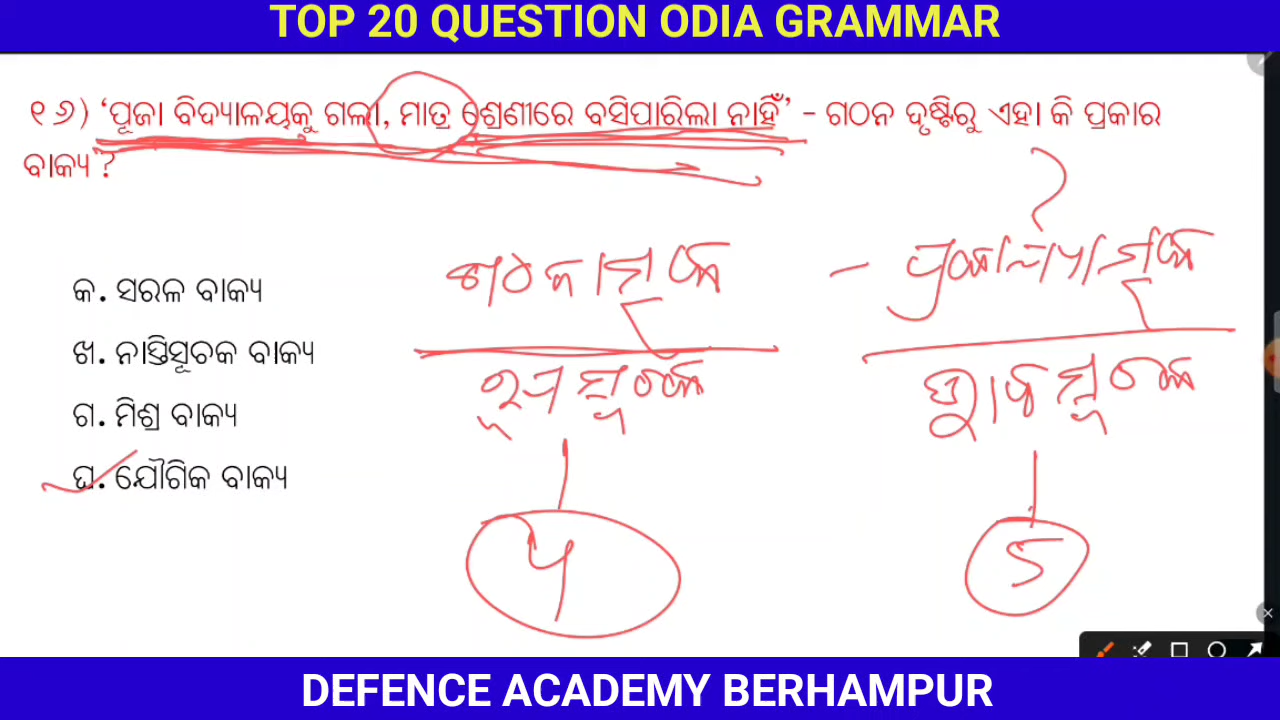 TOP 20 QUESTION ODIA GRAMMAR
୧୬) ‘ପୂଜା ବିଦ୍ୟାଳୟକୁ ଗଲା, ମାତ୍ର ଶ୍ରେଣୀରେ ବସିପାରିଲା ନାହିଁ’ - ଗଠନ ଦୃଷ୍ଟିରୁ ଏହା କି ପ୍ରକାର
ବାକ୍ୟ ?
କ. ସରଳ ବାକ୍ୟ
ଖ. ନାସ୍ତିସୂଚକ ବାକ୍ୟ
ଗ. ମିଶ୍ର ବାକ୍ୟ
ଘ. ଯୌଗିକ ବାକ୍ୟ
DEFENCE ACADEMY BERHAMPUR